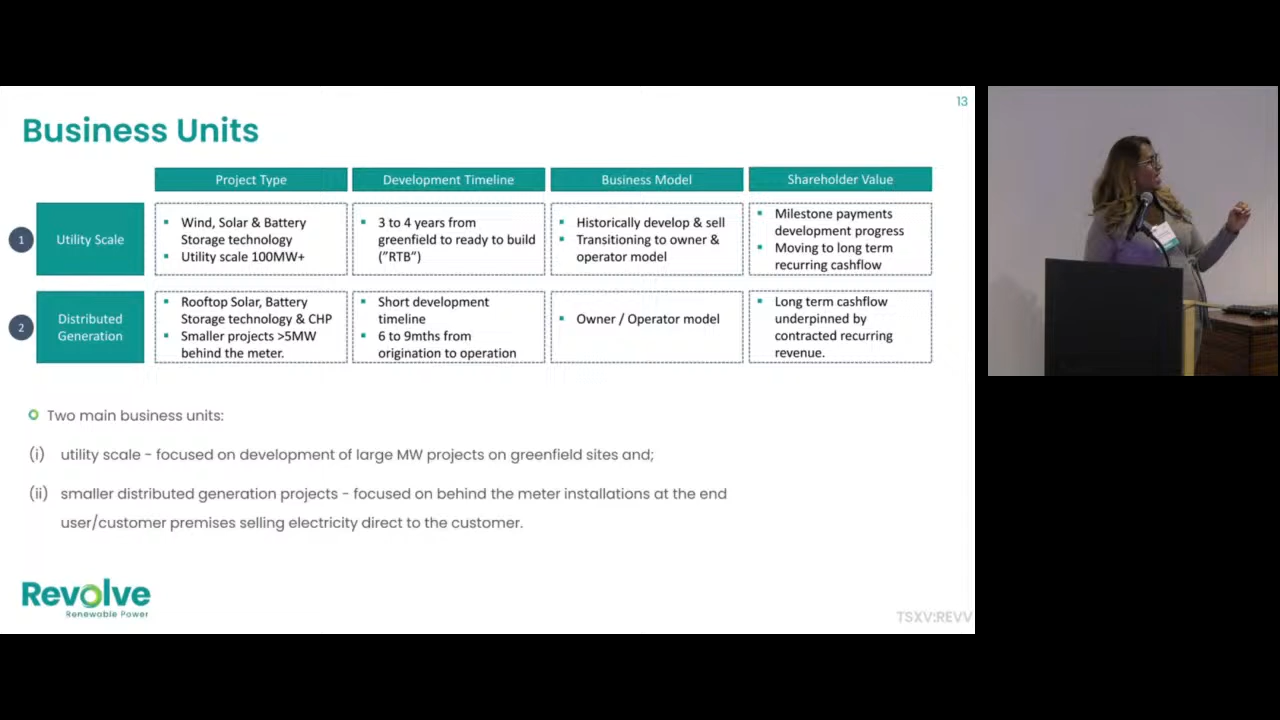 13
Business Units
Project Type
Development Timeline
Business Model
Shareholder Value
1
Utility Scale
Wind, Solar & Battery
Storage technology
Utility scale 100MW+
3 to 4 years from
greenfield to ready to build
("RTB")
Historically develop & sell
Transitioning to owner &
operator model
Milestone payments
development progress
Moving to long term
recurring cashflow
2
Distributed
Generation
Rooftop Solar, Battery
Storage technology & CHP
Smaller projects >5MW
behind the meter.
Short development
timeline
6 to 9mths from
origination to operation
Owner / Operator model
Long term cashflow
underpinned by
contracted recurring
revenue.
Two main business units:
(i) utility scale - focused on development of large MW projects on greenfield sites and;
(ii) smaller distributed generation projects - focused on behind the meter installations at the end
user/customer premises selling electricity direct to the customer.
Revolve
Renewable Power
TSXV:REVV